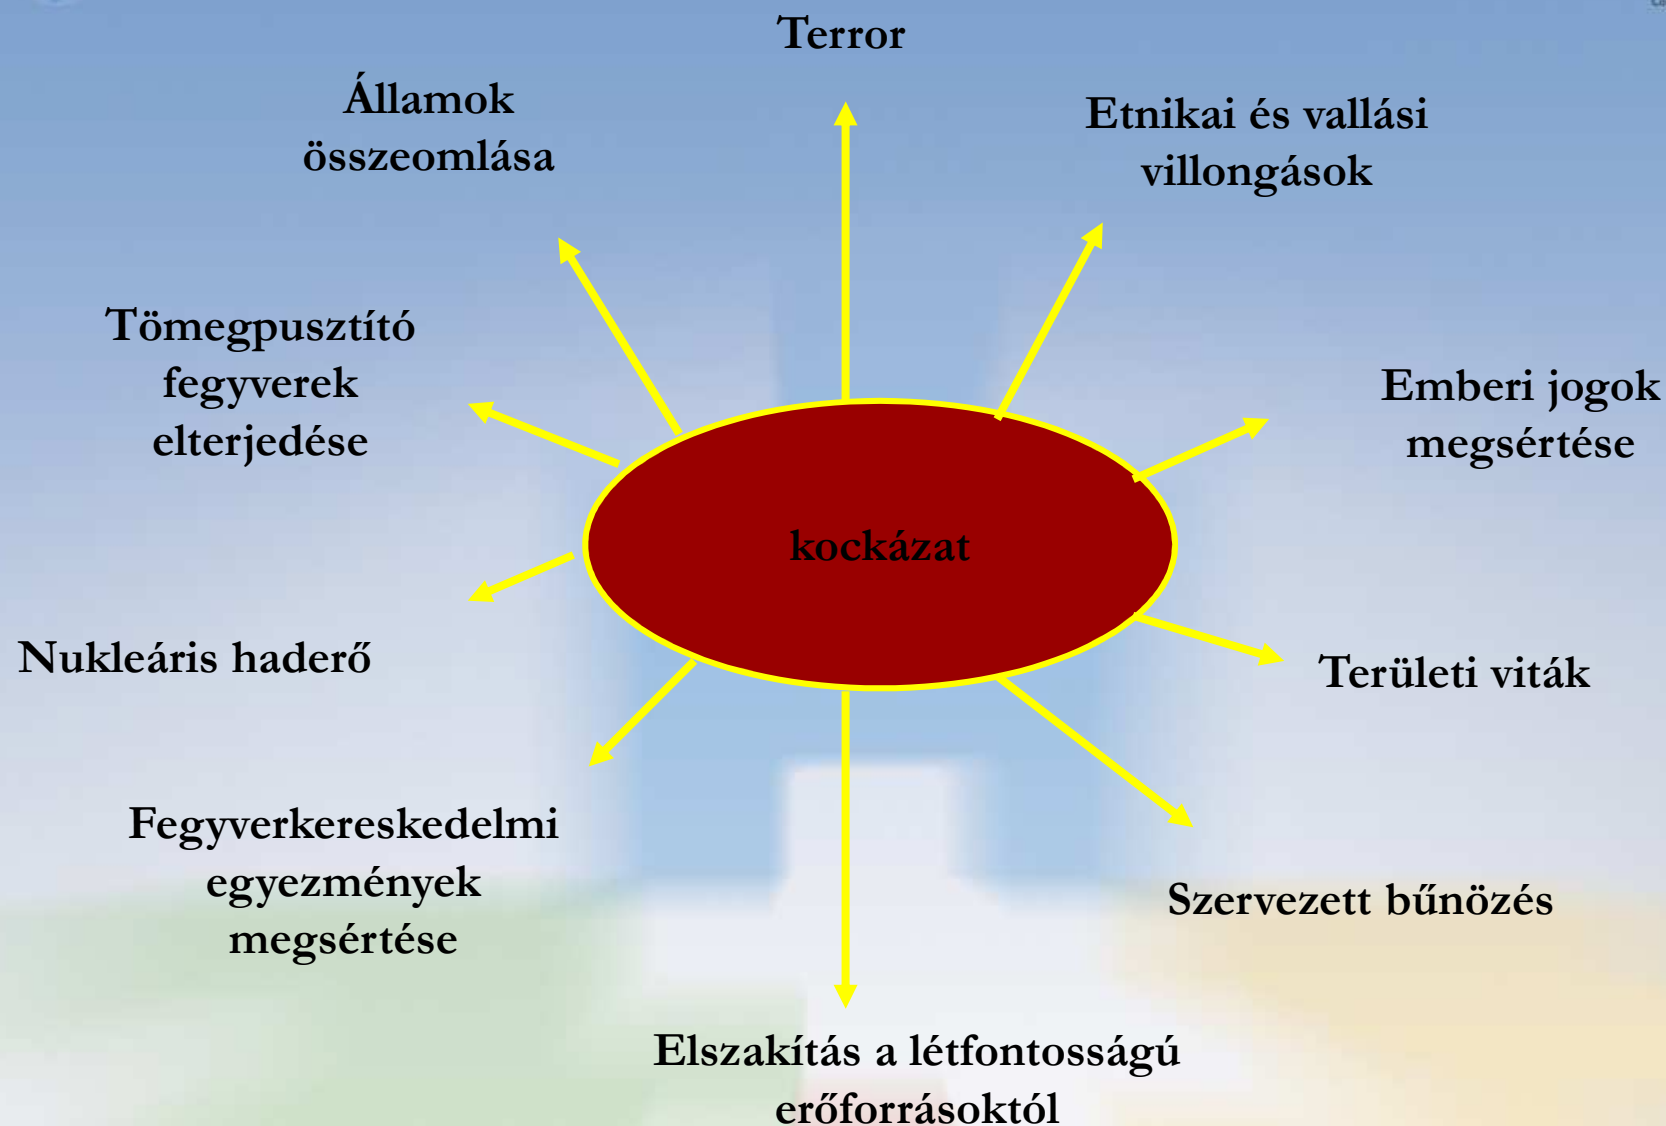 Terror
Államok
összeomlása
Etnikai és vallási
villongások
Tömegpusztító
fegyverek
elterjedése
Emberi jogok
megsértése
kockázat
Nukleáris haderő
Területi viták
Fegyverkereskedelmi
egyezmények
megsértése
Szervezett bűnözés
Elszakítás a létfontosságú
erőforrásoktól